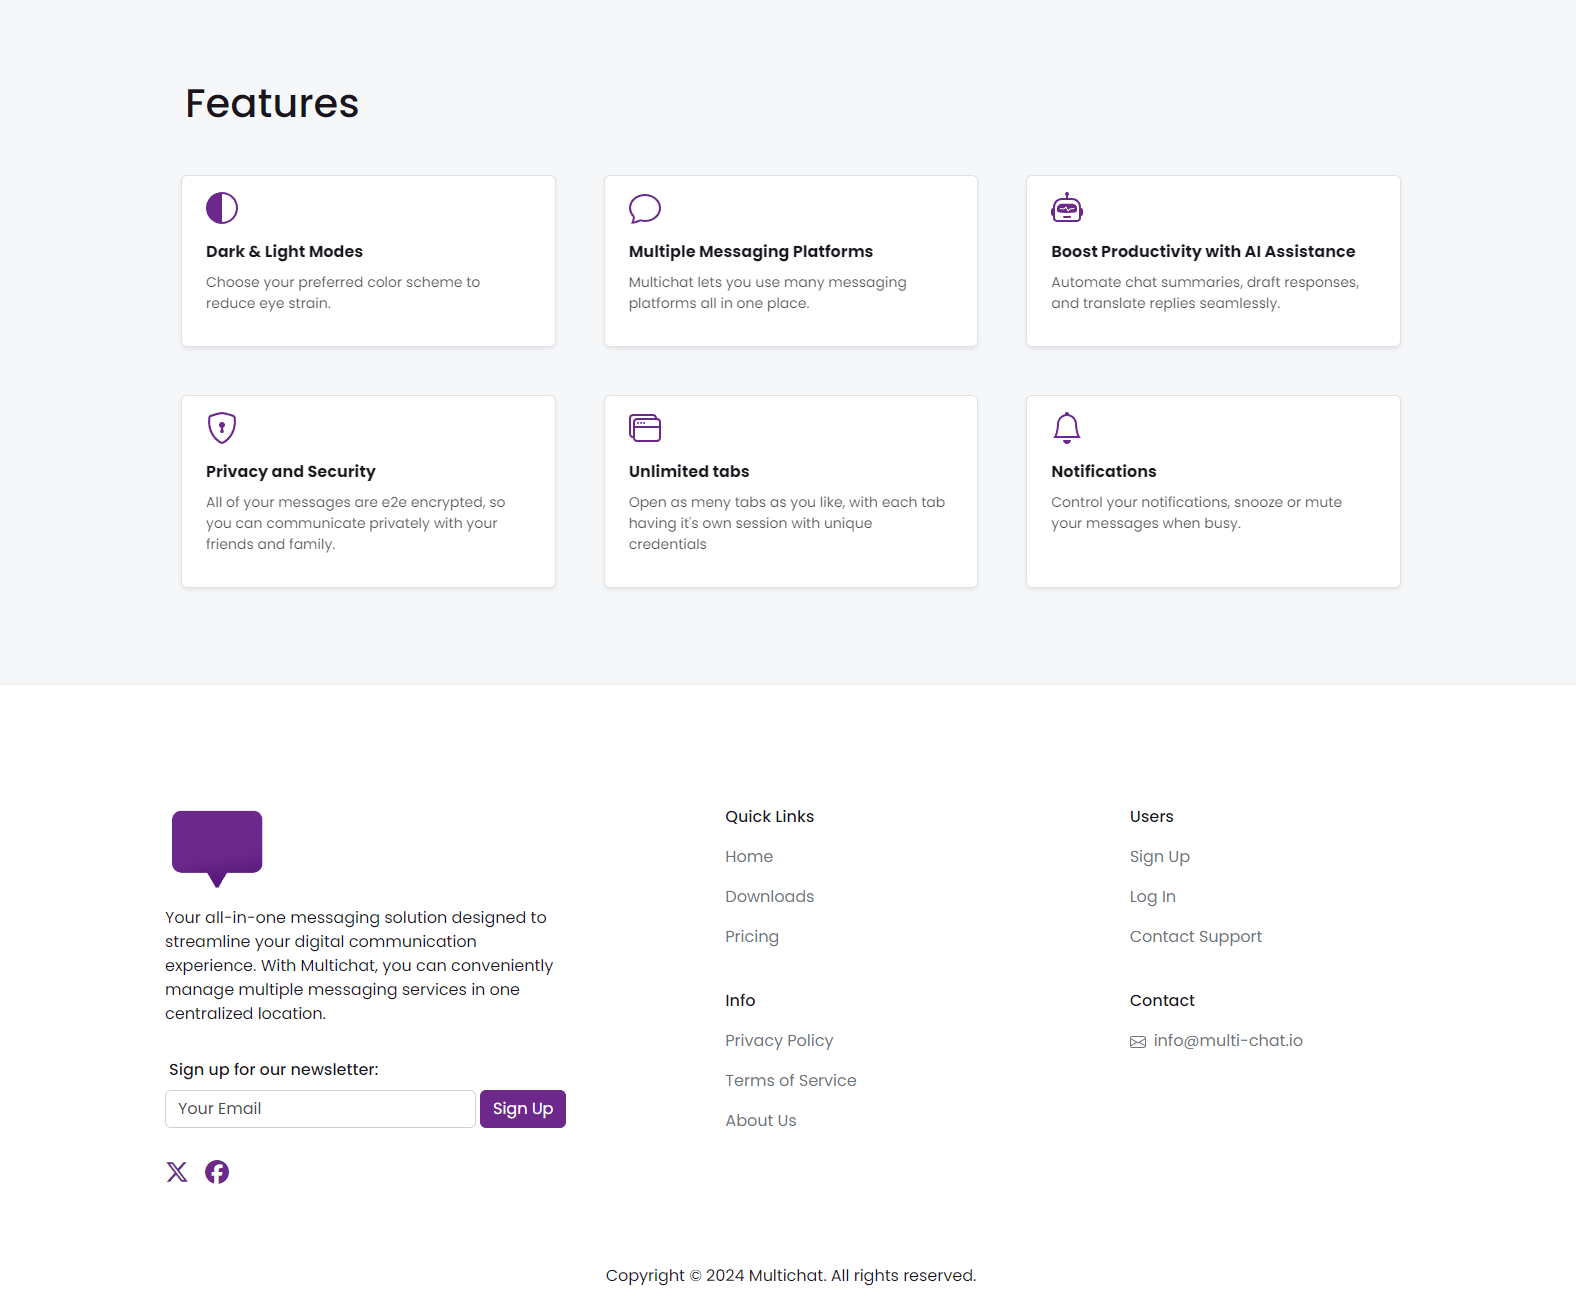 Features
Dark & Light Modes
Choose your preferred color scheme to
reduce eye strain.
Multiple Messaging Platforms
Multichat lets you use many messaging
platforms all in one place.
Boost Productivity with AI Assistance
Automate chat summaries, draft responses,
and translate replies seamlessly.
Privacy and Security
All of your messages are e2e encrypted, so
you can communicate privately with your
friends and family.
Unlimited tabs
Open as meny tabs as you like, with each tab
having it's own session with unique
credentials
Notifications
Control your notifications, snooze or mute
your messages when busy.
Your all-in-one messaging solution designed to
streamline your digital communication
experience. With Multichat, you can conveniently
manage multiple messaging services in one
centralized location.
Sign up for our newsletter:
Your Email
Sign Up
Quick Links
Home
Downloads
Pricing
Users
Sign Up
Log In
Contact Support
Info
Privacy Policy
Terms of Service
About Us
Contact
info@multi-chat.io
Copyright © 2024 Multichat. All rights reserved.